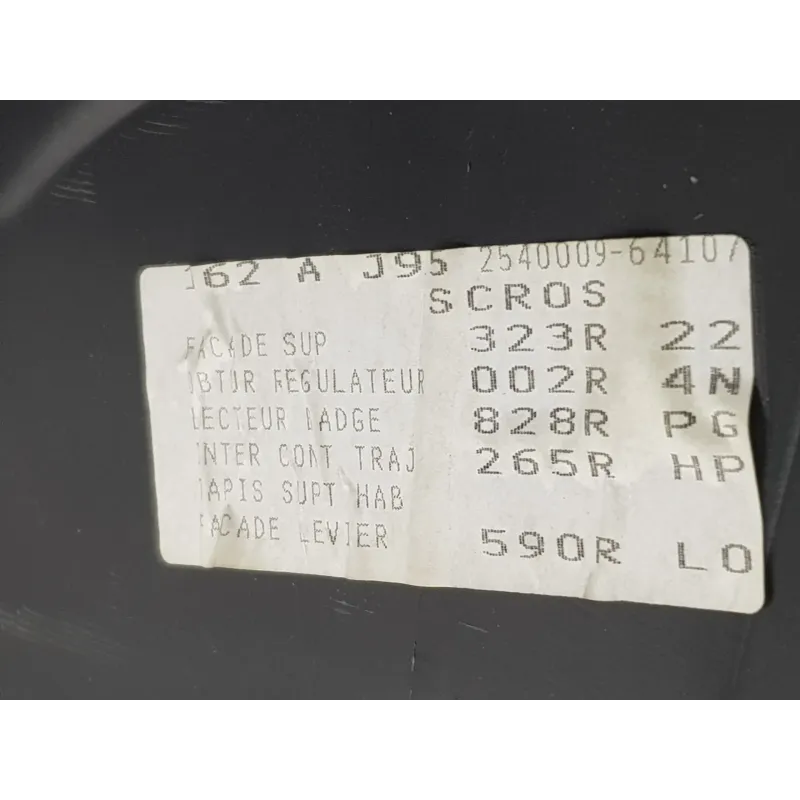 162 A J95 2540009-64107
SCROS
FACADE SUP 323R 22
OBTUR REGULATEUR 002R 4N
LECTEUR BADGE 828R PG
INTER CONT TRAJ 265R HP
TAPIS SUPT HAB
FACADE LEVIER 590R LO